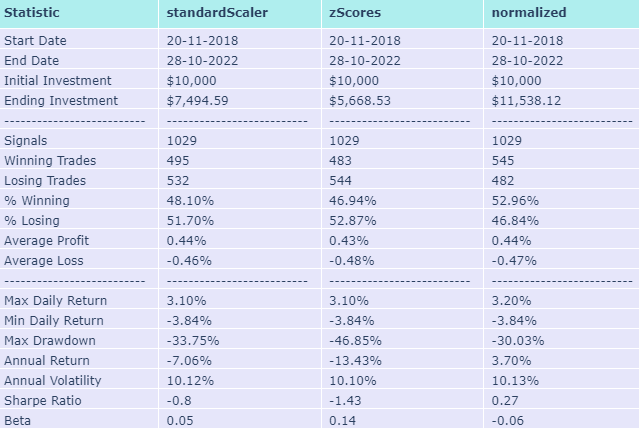 Statistic standardScaler zScores normalized
Start Date 20-11-2018 20-11-2018 20-11-2018
End Date 28-10-2022 28-10-2022 28-10-2022
Initial Investment $10,000 $10,000 $10,000
Ending Investment $7,494.59 $5,668.53 $11,538.12
------------------------- ------------------------- ------------------------- -------------------------
Signals 1029 1029 1029
Winning Trades 495 483 545
Losing Trades 532 544 482
% Winning 48.10% 46.94% 52.96%
% Losing 51.70% 52.87% 46.84%
Average Profit 0.44% 0.43% 0.44%
Average Loss -0.46% -0.48% -0.47%
------------------------- ------------------------- ------------------------- -------------------------
Max Daily Return 3.10% 3.10% 3.20%
Min Daily Return -3.84% -3.84% -3.84%
Max Drawdown -33.75% -46.85% -30.03%
Annual Return -7.06% -13.43% 3.70%
Annual Volatility 10.12% 10.10% 10.13%
Sharpe Ratio -0.8 -1.43 0.27
Beta 0.05 0.14 -0.06